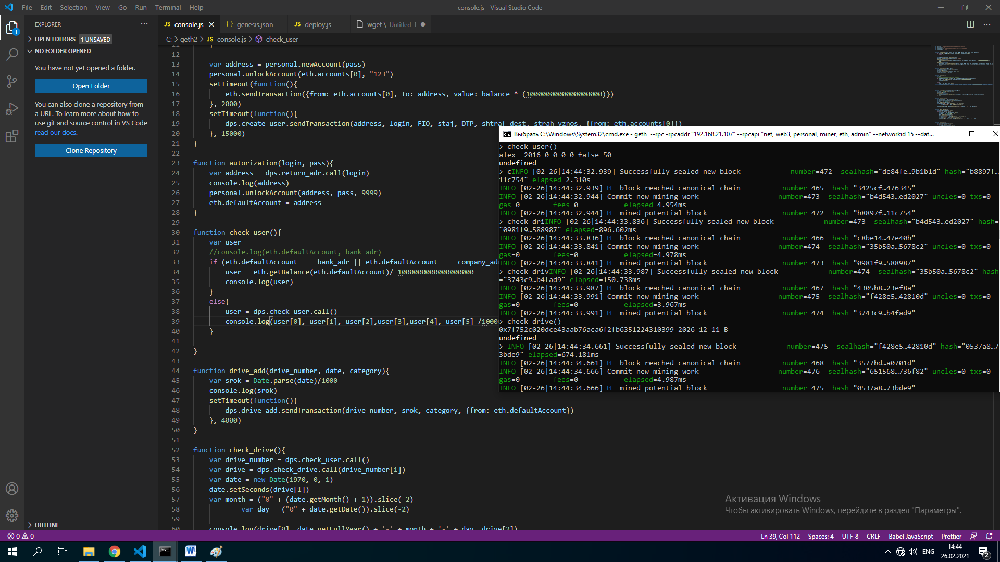 File Edit Selection View Go Run Terminal Help
console.js - Visual Studio Code
EXPLORER
OPEN EDITORS 1 UNSAVED
NO FOLDER OPENED
You have not yet opened a folder.
Open Folder
You can also clone a repository from
a URL. To learn more about how to
use git and source control in VS Code
read our docs.
Clone Repository
OUTLINE
JS console.js
{} genesis.json
JS deploy.js
wget \ Untitled-1
C: > geth2 > JS console.js > check_user
11 }
12
13 var address = personal.newAccount(pass)
14 personal.unlockAccount(eth.accounts[0], "123")
15 setTimeout(function(){
16 eth.sendTransaction({from: eth.accounts[0], to: address, value: balance * (1000000000000000000)})
17 }, 2000)
18 setTimeout(function(){
19 dps.create_user.sendTransaction(address, login, FIO, staj, DTP, shtraf_dest, strah_vznos, {from: eth.accounts[0]})
20 }, 15000)
21 }
22
23 function autorization(login, pass){
24 var address = dps.return_adr.call(login)
25 console.log(address)
26 personal.unlockAccount(address, pass, 9999)
27 eth.defaultAccount = address
28 }
29
30 function check_user(){
31 var user
32 //console.log(eth.defaultAccount, bank_adr)
33 if (eth.defaultAccount === bank_adr || eth.defaultAccount === company_ad
34 user = eth.getBalance(eth.defaultAccount)/ 1000000000000000000
35 console.log(user)
36 }
37 else{
38 user = dps.check_user.call()
39 console.log(user[0], user[1], user[2],user[3],user[4], user[5] /10000
40 }
41
42 }
43
44 function drive_add(drive_number, date, category){
45 var srok = Date.parse(date)/1000
46 console.log(srok)
47 setTimeout(function(){
48 dps.drive_add.sendTransaction(drive_number, srok, category, {from: eth.defaultAccount})
49 }, 4000)
50 }
51
52 function check_drive(){
53 var drive_number = dps.check_user.call()
54 var drive = dps.check_drive.call(drive_number[1])
55 var date = new Date(1970, 0, 1)
56 date.setSeconds(drive[1])
57 var month = ("0" + (date.getMonth() + 1)).slice(-2)
58 var day = ("0" + date.getDate()).slice(-2)
59
60 console.log(drive[0], date.getFullYear() + '-' + month + '-' + day, drive[2])
Выбрать C:\Windows\System32\cmd.exe - geth --rpc -rpcaddr "192.168.21.107" --rpcapi "net, web3, personal, miner, eth, admin" --networkid 15 --dat...
> check_user()
alex 2016 0 0 0 0 false 50
undefined
> cINFO [02-26|14:44:32.939] Successfully sealed new block number=472 sealhash="de84fe…9b1b1d" hash="b8897f…
11c754" elapsed=2.310s
INFO [02-26|14:44:32.939] block reached canonical chain number=465 hash="3425cf…476345"
INFO [02-26|14:44:32.944] Commit new mining work number=473 sealhash="b4d543…ed2027" uncles=0 txs=0
gas=0 fees=0 elapsed=4.954ms
INFO [02-26|14:44:32.944] mined potential block number=472 hash="b8897f…11c754"
> check_driINFO [02-26|14:44:33.836] Successfully sealed new block number=473 sealhash="b4d543…ed2027" hash=
"0981f9…588987" elapsed=896.602ms
INFO [02-26|14:44:33.836] block reached canonical chain number=466 hash="c8be14…47e40b"
INFO [02-26|14:44:33.841] Commit new mining work number=474 sealhash="35b50a…5678c2" uncles=0 txs=0
gas=0 fees=0 elapsed=4.978ms
INFO [02-26|14:44:33.841] mined potential block number=473 hash="0981f9…588987"
> check_drivINFO [02-26|14:44:33.987] Successfully sealed new block number=474 sealhash="35b50a…5678c2" hash
="3743c9…b4fad9" elapsed=150.738ms
INFO [02-26|14:44:33.987] block reached canonical chain number=467 hash="4305b8…23ef8a"
INFO [02-26|14:44:33.991] Commit new mining work number=475 sealhash="f428e5…42810d" uncles=0 txs=0
gas=0 fees=0 elapsed=3.967ms
INFO [02-26|14:44:33.991] mined potential block number=474 hash="3743c9…b4fad9"
> check_drive()
0x7f752c020dce43aab76aca6f2fb6351224310399 2026-12-11 B
undefined
> INFO [02-26|14:44:34.661] Successfully sealed new block number=475 sealhash="f428e5…42810d" hash="0537a8…7
3bde9" elapsed=674.181ms
INFO [02-26|14:44:34.661] block reached canonical chain number=468 hash="3577bd…a0701d"
INFO [02-26|14:44:34.666] Commit new mining work number=476 sealhash="651568…736f82" uncles=0 txs=0
gas=0 fees=0 elapsed=4.987ms
INFO [02-26|14:44:34.666] mined potential block number=475 hash="0537a8…73bde9"
Активация Windows
Чтобы активировать Windows, перейдите в раздел "Параметры".
0 0
Ln 39, Col 112 Spaces: 4 UTF-8 CRLF Babel JavaScript Prettier
ENG
14:44
26.02.2021
2